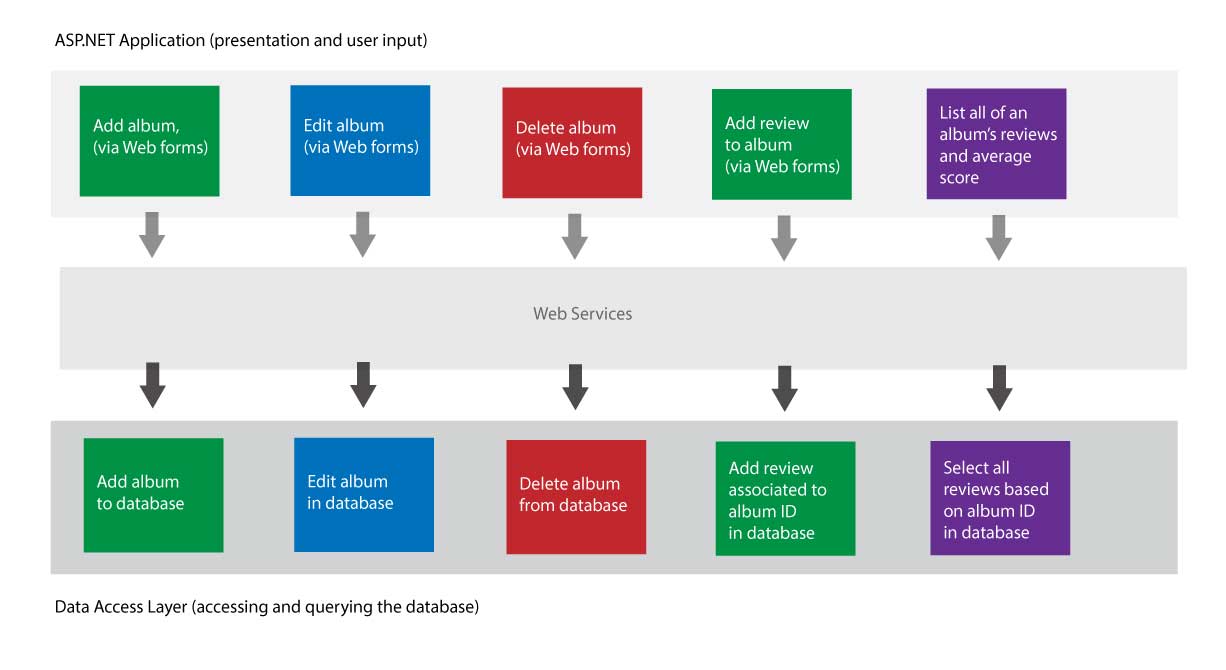 ASP.NET Application (presentation and user input)
Add album,
(via Web forms)
Edit album
(via Web forms)
Delete album
(via Web forms)
Add review
to album
(via Web forms)
List all of an
album's reviews
and average
score
Web Services
Add album
to database
Edit album
in database
Delete album
from database
Add review
associated to
album ID
in database
Select all
reviews based
on album ID
in database
Data Access Layer (accessing and querying the database)